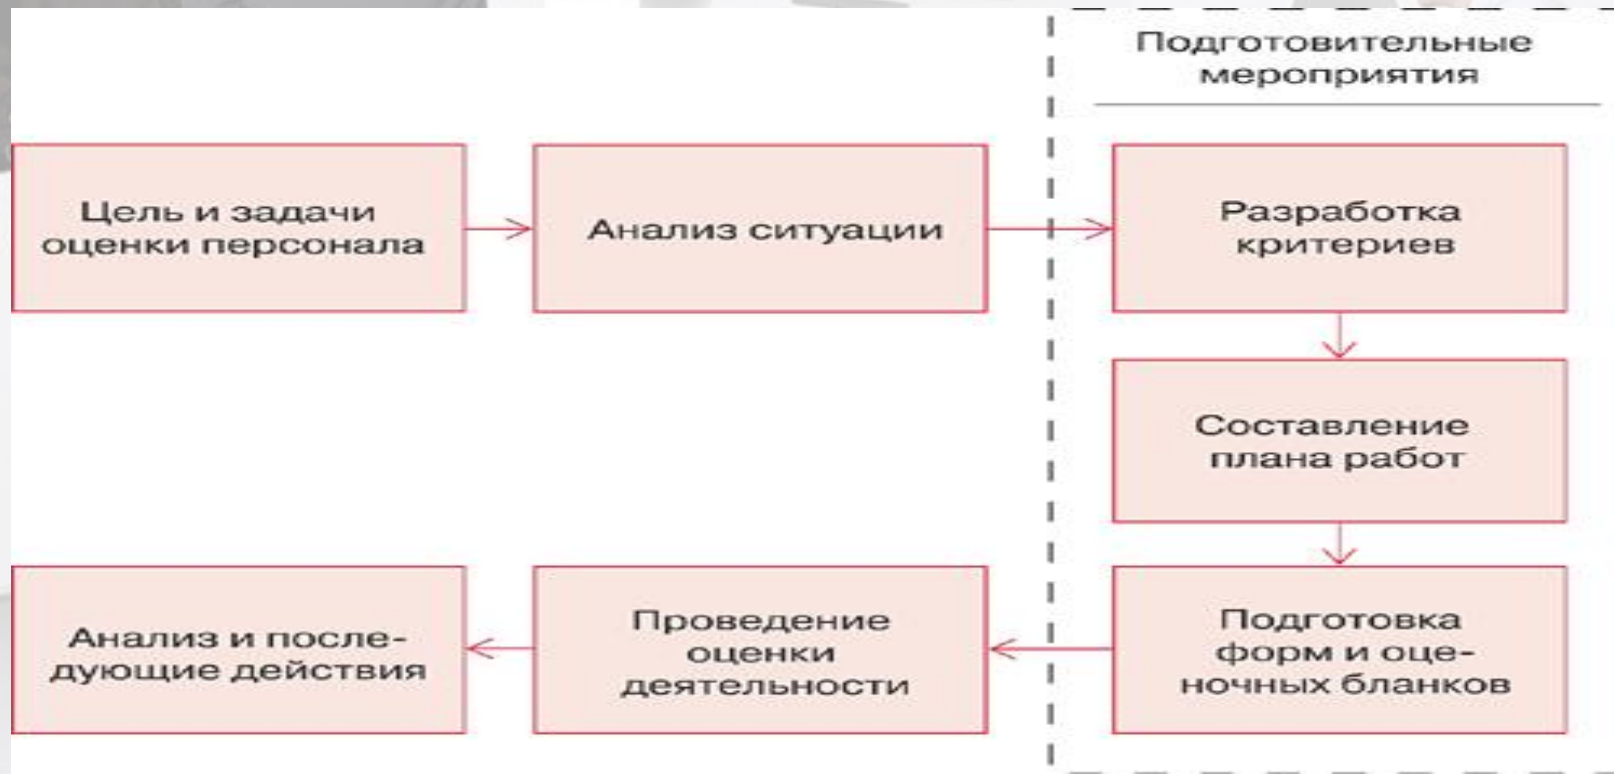 Подготовительные
мероприятия
Цель и задачи
оценки персонала
Анализ ситуации
Разработка
критериев
Составление
плана работ
Подготовка
форм и оце-
ночных бланков
Проведение
оценки
деятельности
Анализ и после-
дующие действия